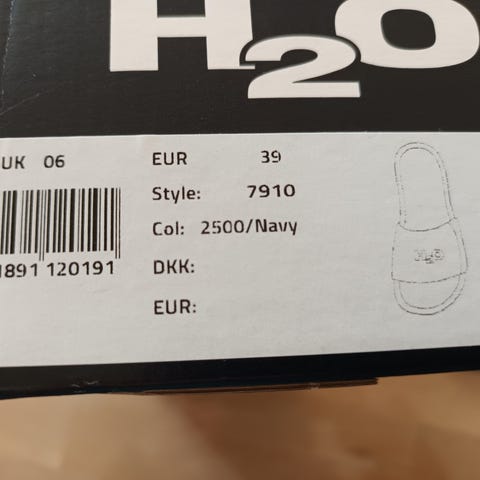 H2O
UK 06
EUR 39
Style: 7910
Col: 2500/Navy
1891 120191
DKK:
EUR:
H2O